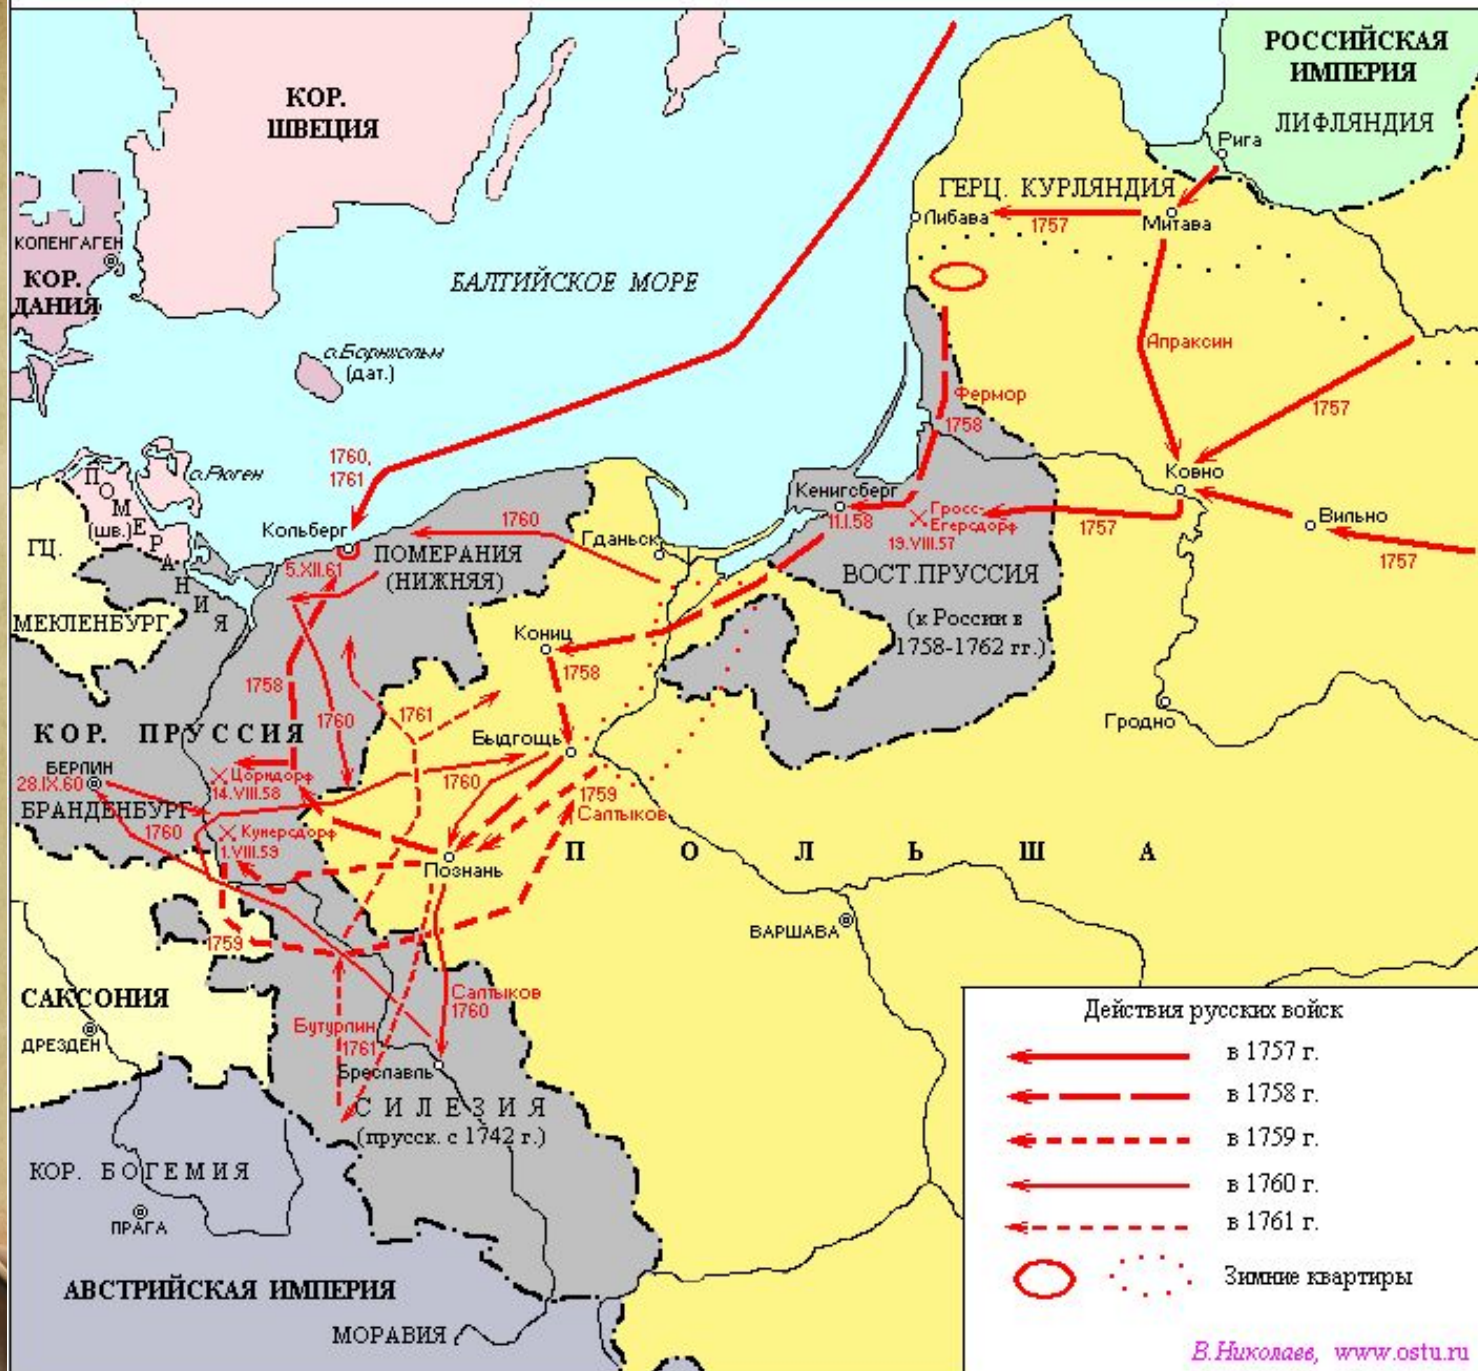 РОССИЙСКАЯ
ИМПЕРИЯ
ЛИФЛЯНДИЯ
Рига
КОР.
ШВЕЦИЯ
ГЕРЦ. КУРЛЯНДИЯ
Либава
1757
Митава
КОПЕНГАГЕН
КОР.
ДАНИЯ
БАЛТИЙСКОЕ МОРЕ
о.Борнхольм
(дат.)
Апраксин
Фермор
1758
1757
1760,
1761
о.Рюген
ПОМЕРАНИЯ
(шв.)
Ковно
Кенигсберг
11.I.58
Гросс-
Егерсдорф
19.VIII.57
1757
Вильно
1757
Кольберг
5.XII.61
1760
Гданьск
ГЦ.
МЕКЛЕНБУРГ
ПОМЕРАНИЯ
(НИЖНЯЯ)
ВОСТ.ПРУССИЯ
(к России в
1758-1762 гг.)
Кониц
1758
1758
1760
1761
Гродно
КОР. ПРУССИЯ
Быдгощь
БЕРЛИН
28.IX.60
Цорндорф
14.VIII.58
1760
1759
Салтыков
БРАНДЕНБУРГ
1760
Кунерсдорф
1.VIII.59
Познань
ПОЛЬША
ВАРШАВА
1759
САКСОНИЯ
ДРЕЗДЕН
Салтыков
1760
Бутурлин
1761
Бреславль
СИЛЕЗИЯ
(прусск. с 1742 г.)
КОР. БОГЕМИЯ
ПРАГА
АВСТРИЙСКАЯ ИМПЕРИЯ
МОРАВИЯ
Действия русских войск
в 1757 г.
в 1758 г.
в 1759 г.
в 1760 г.
в 1761 г.
Зимние квартиры
В.Николаев, www.ostu.ru